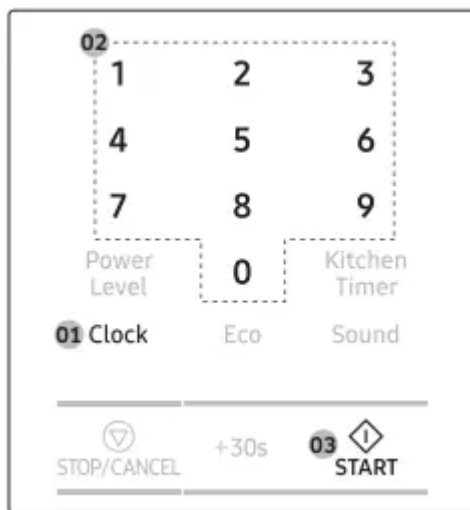 02
1 2 3
4 5 6
7 8 9
Power Level 0 Kitchen Timer
01 Clock Eco Sound
STOP/CANCEL +30s 03 START